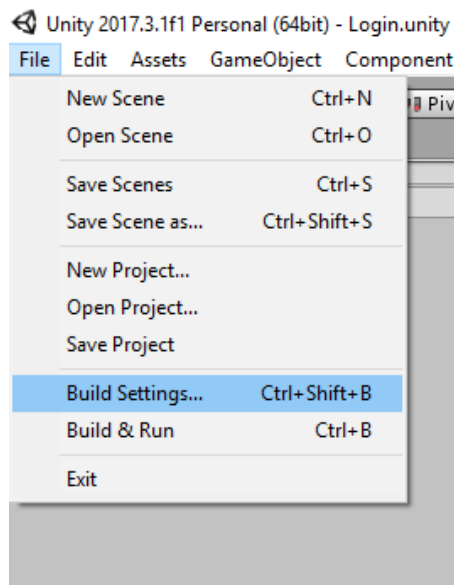 Unity 2017.3.1f1 Personal (64bit) - Login.unity
File Edit Assets GameObject Component
New Scene Ctrl+N
Piv
Open Scene Ctrl+O
Save Scenes Ctrl+S
Save Scene as... Ctrl+Shift+S
New Project...
Open Project...
Save Project
Build Settings... Ctrl+Shift+B
Build & Run Ctrl+B
Exit